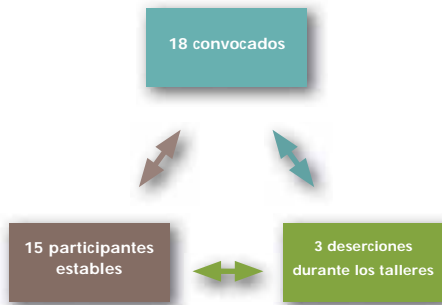 18 convocados
15 participantes
estables
3 deserciones
durante los talleres